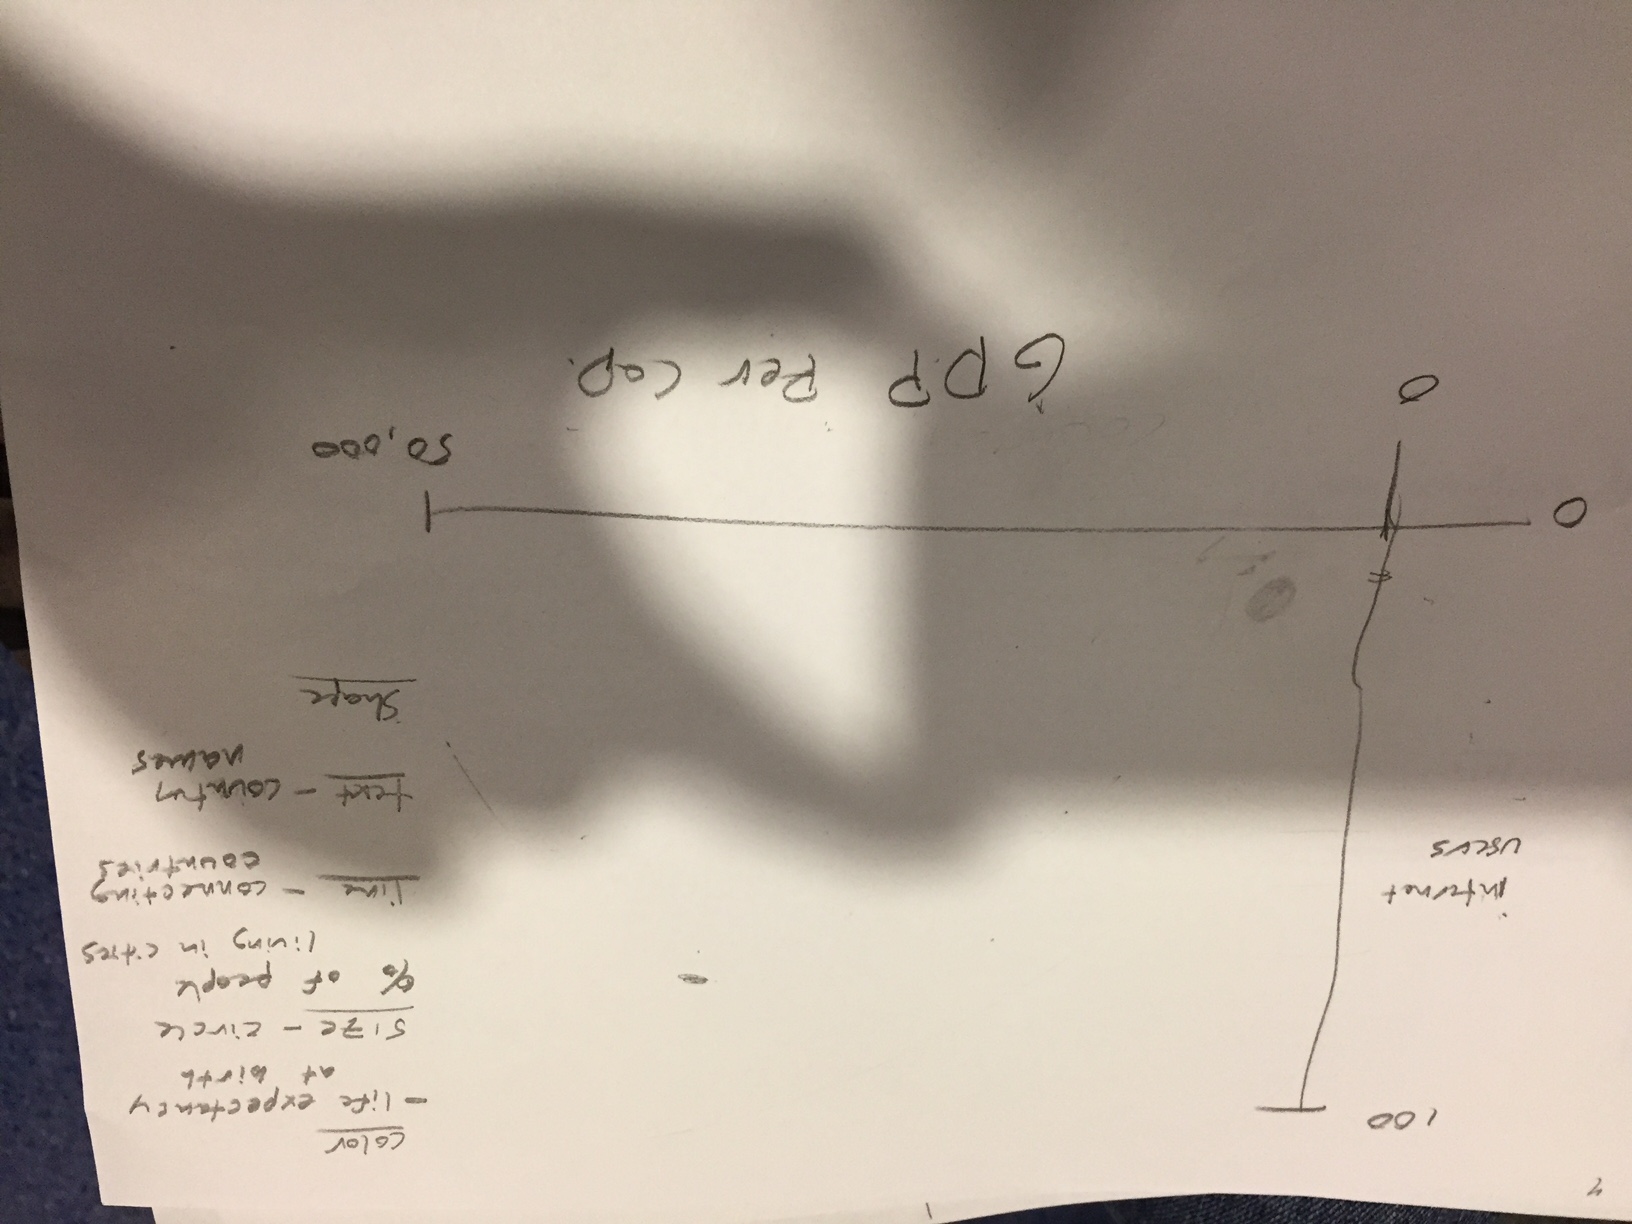 100
internet
users
0
0
50,000
GDP Per Cap.
color
- life expectancy
at birth
size - circle
% of people
living in cities
line - connecting
countries
text - country
names
Shape